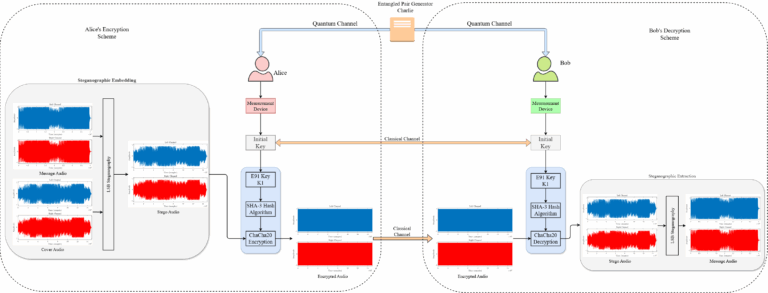 Entangled Pair Generator
Charlie
Quantum Channel
Quantum Channel
Alice's Encryption
Scheme
Bob's Decryption
Scheme
Alice
Bob
Steganographic Embedding
Measurement
Device
Measurement
Device
Initial
Key
Classical Channel
Initial
Key
Message Audio
LSB Steganography
Stego Audio
Cover Audio
E91 Key
K1
SHA-3 Hash
Algorithm
ChaCha20
Encryption
Encrypted Audio
Classical
Channel
Encrypted Audio
E91 Key
K1
SHA-3 Hash
Algorithm
ChaCha20
Decryption
Steganographic Extraction
Stego Audio
LSB Steganography
Message Audio